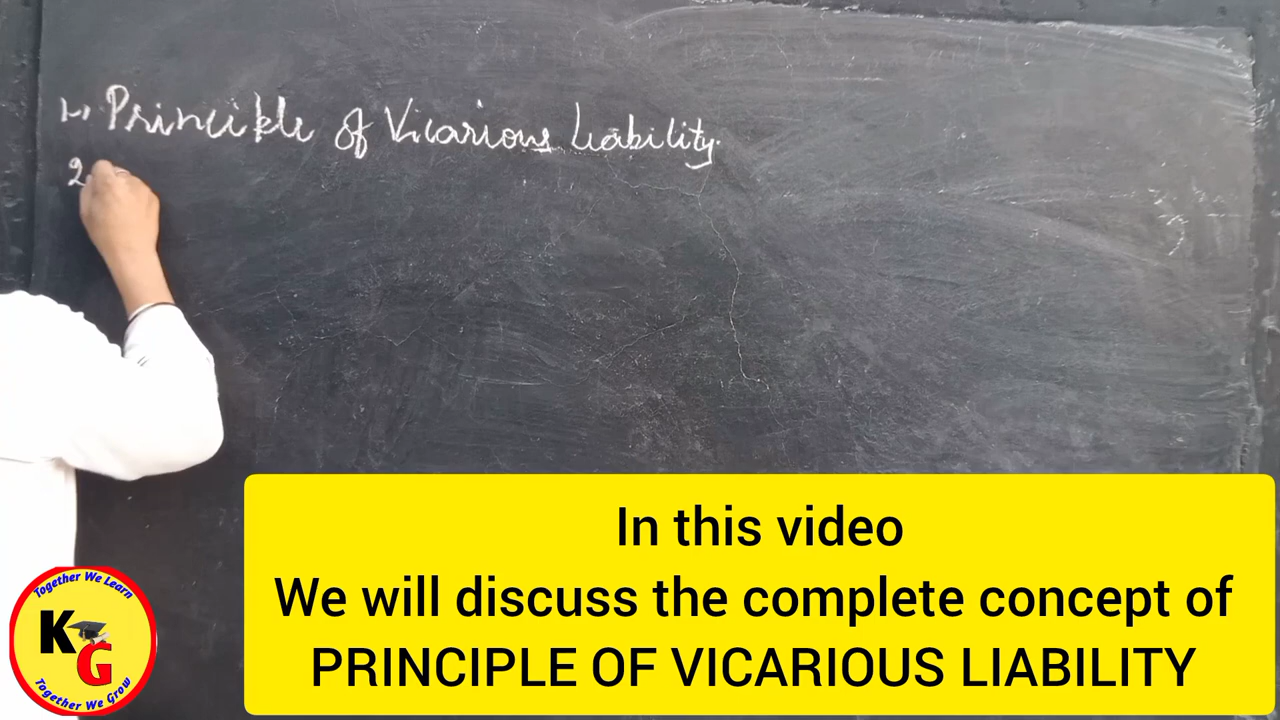 1., Principle of Vicarious Liability.
2.
In this video
We will discuss the complete concept of
PRINCIPLE OF VICARIOUS LIABILITY
Together We Learn
KG
Together We Grow